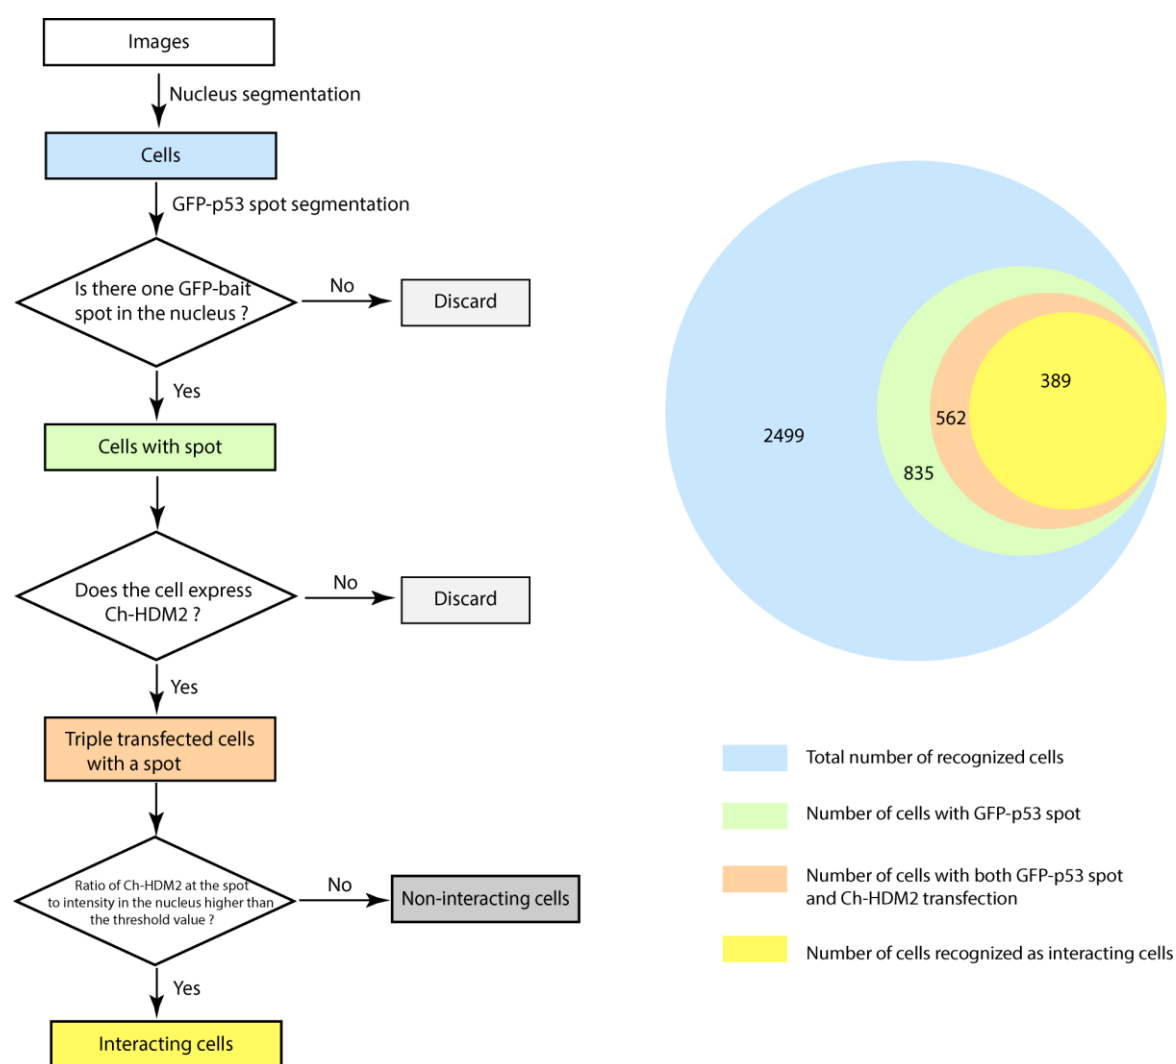 Images
Nucleus segmentation
Cells
GFP-p53 spot segmentation
Is there one GFP-bait
spot in the nucleus ?
No
Discard
Yes
Cells with spot
Does the cell express
Ch-HDM2 ?
No
Discard
Yes
Triple transfected cells
with a spot
Ratio of Ch-HDM2 at the spot
to intensity in the nucleus higher than
the threshold value ?
No
Non-interacting cells
Yes
Interacting cells
389
562
2499
835
Total number of recognized cells
Number of cells with GFP-p53 spot
Number of cells with both GFP-p53 spot
and Ch-HDM2 transfection
Number of cells recognized as interacting cells